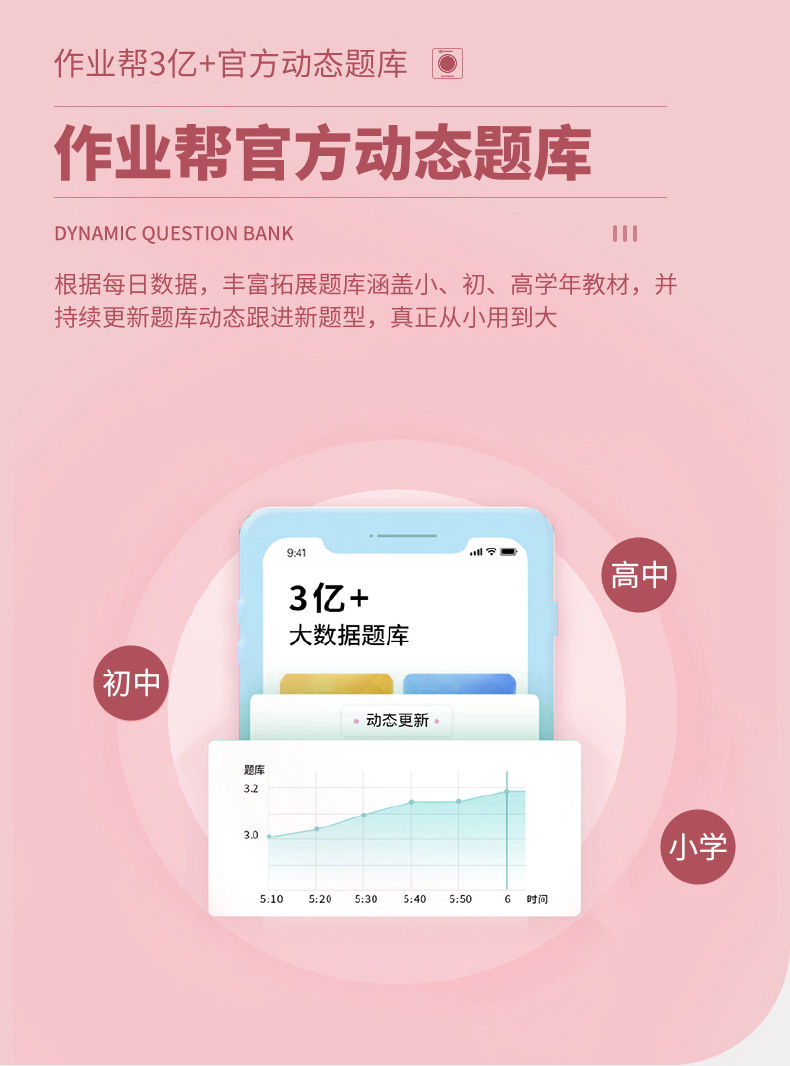 作业帮3亿+官方动态题库
作业帮官方动态题库
DYNAMIC QUESTION BANK
根据每日数据，丰富拓展题库涵盖小、初、高学年教材，并
持续更新题库动态跟进新题型，真正从小用到大
9:41
3亿+
大数据题库
高中
初中
动态更新
题库
3.2
3.0
小学
5:10 5:20 5:30 5:40 5:50 6 时间